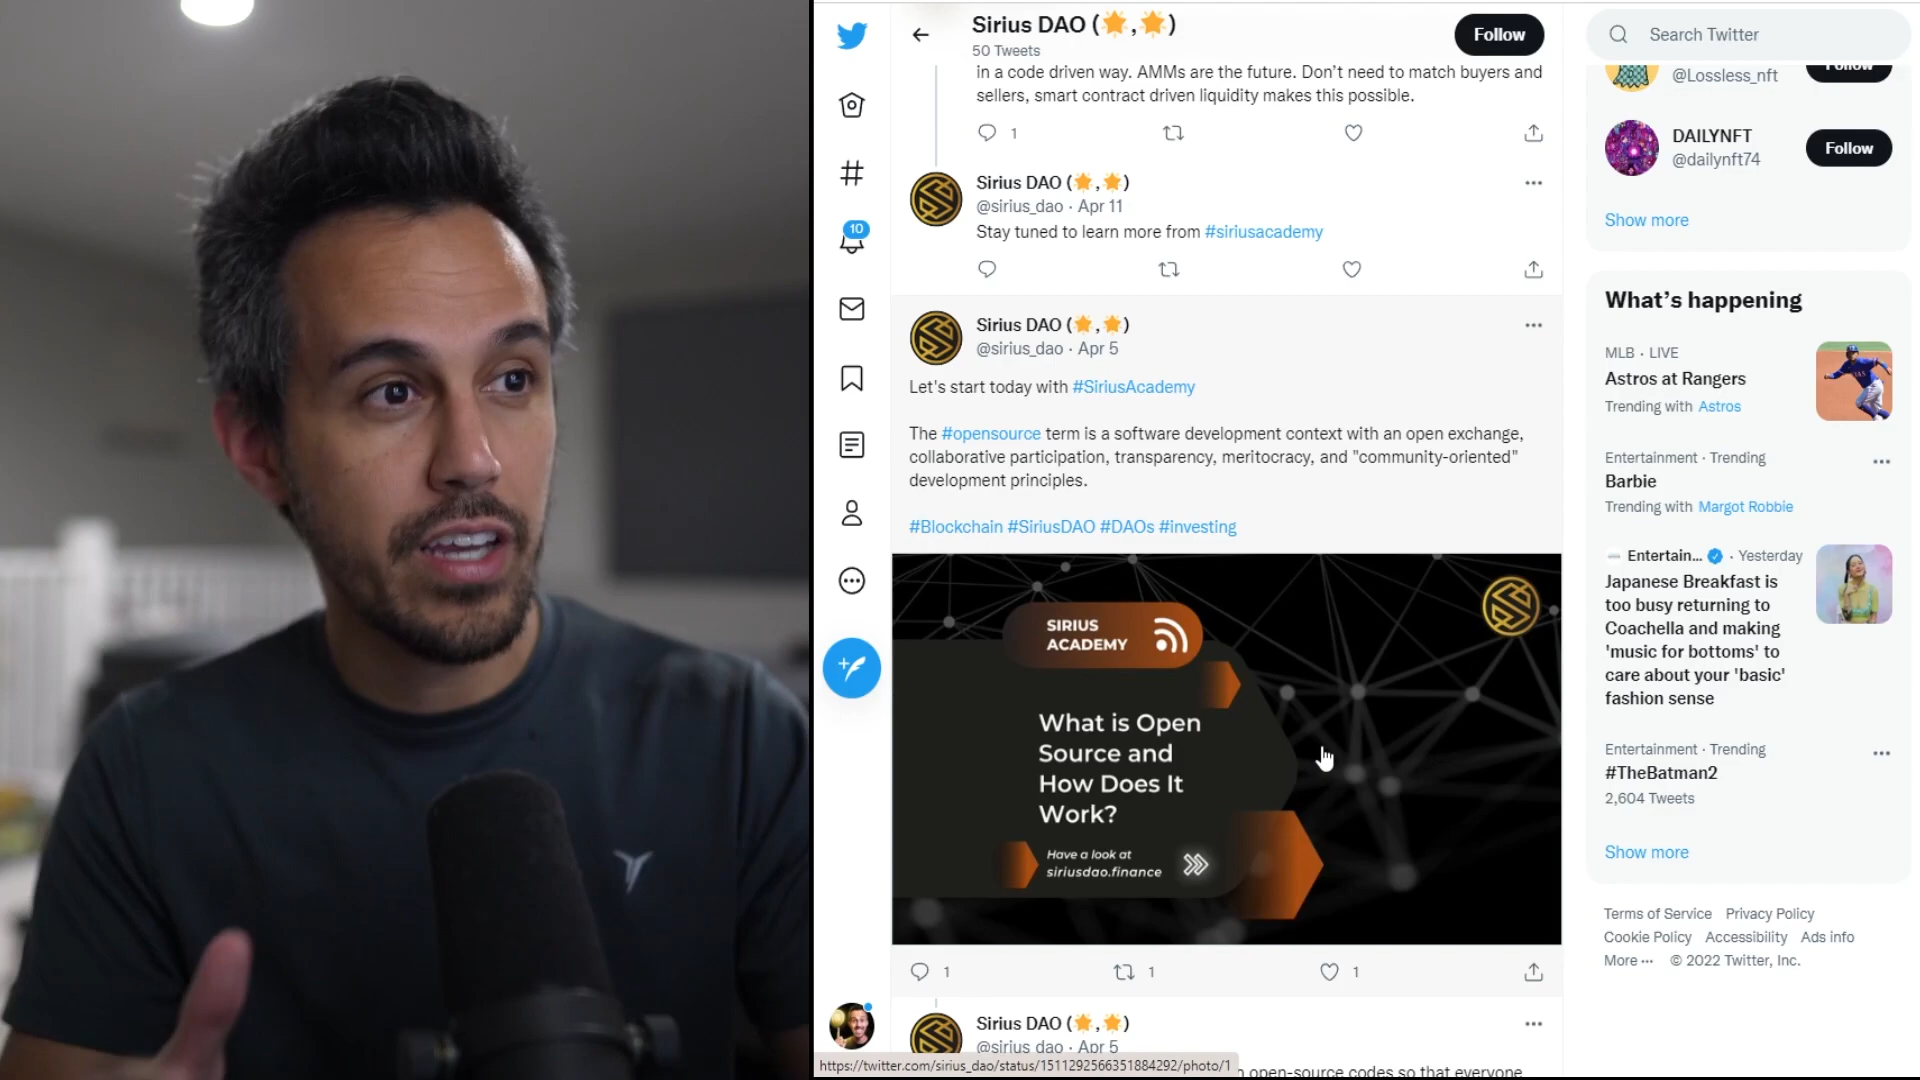 Sirius DAO (🌟,🌟)
50 Tweets
Follow
in a code driven way. AMMs are the future. Don’t need to match buyers and
sellers, smart contract driven liquidity makes this possible.
1
Sirius DAO (🌟,🌟)
@sirius_dao · Apr 11
Stay tuned to learn more from #siriusacademy
10
Sirius DAO (🌟,🌟)
@sirius_dao · Apr 5
Let's start today with #SiriusAcademy
The #opensource term is a software development context with an open exchange,
collaborative participation, transparency, meritocracy, and "community-oriented"
development principles.
#Blockchain #SiriusDAO #DAOs #investing
SIRIUS
ACADEMY
What is Open
Source and
How Does It
Work?
Have a look at
siriusdao.finance
1 1 1
Sirius DAO (🌟,🌟)
@sirius_dao · Apr 5
open-source codes so that everyone
https://twitter.com/sirius_dao/status/1511292566351884292/photo/1
Search Twitter
@Lossless_nft
Follow
DAILYNFT
@dailynft74
Follow
Show more
What’s happening
MLB · LIVE
Astros at Rangers
Trending with Astros
Entertainment · Trending
Barbie
Trending with Margot Robbie
Entertain... · Yesterday
Japanese Breakfast is
too busy returning to
Coachella and making
'music for bottoms' to
care about your 'basic'
fashion sense
Entertainment · Trending
#TheBatman2
2,604 Tweets
Show more
Terms of Service Privacy Policy
Cookie Policy Accessibility Ads info
More ··· © 2022 Twitter, Inc.